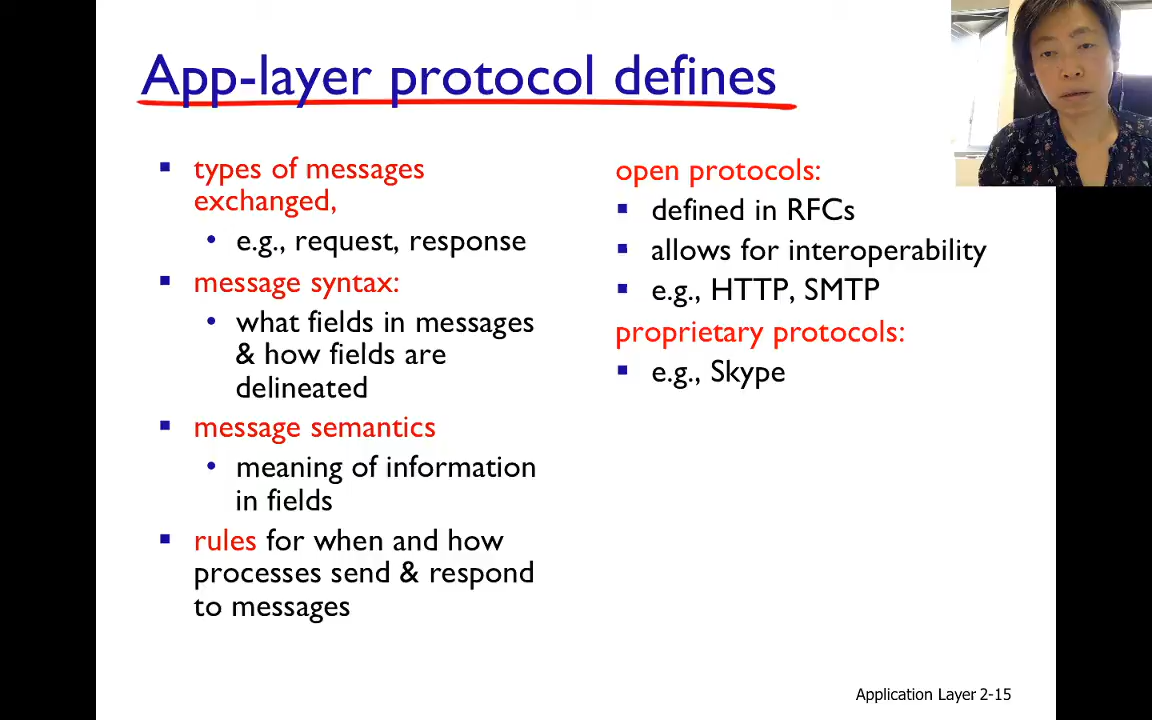 App-layer protocol defines
types of messages
exchanged,
e.g., request, response
message syntax:
what fields in messages
& how fields are
delineated
message semantics
meaning of information
in fields
rules for when and how
processes send & respond
to messages
open protocols:
defined in RFCs
allows for interoperability
e.g., HTTP, SMTP
proprietary protocols:
e.g., Skype
Application Layer 2-15